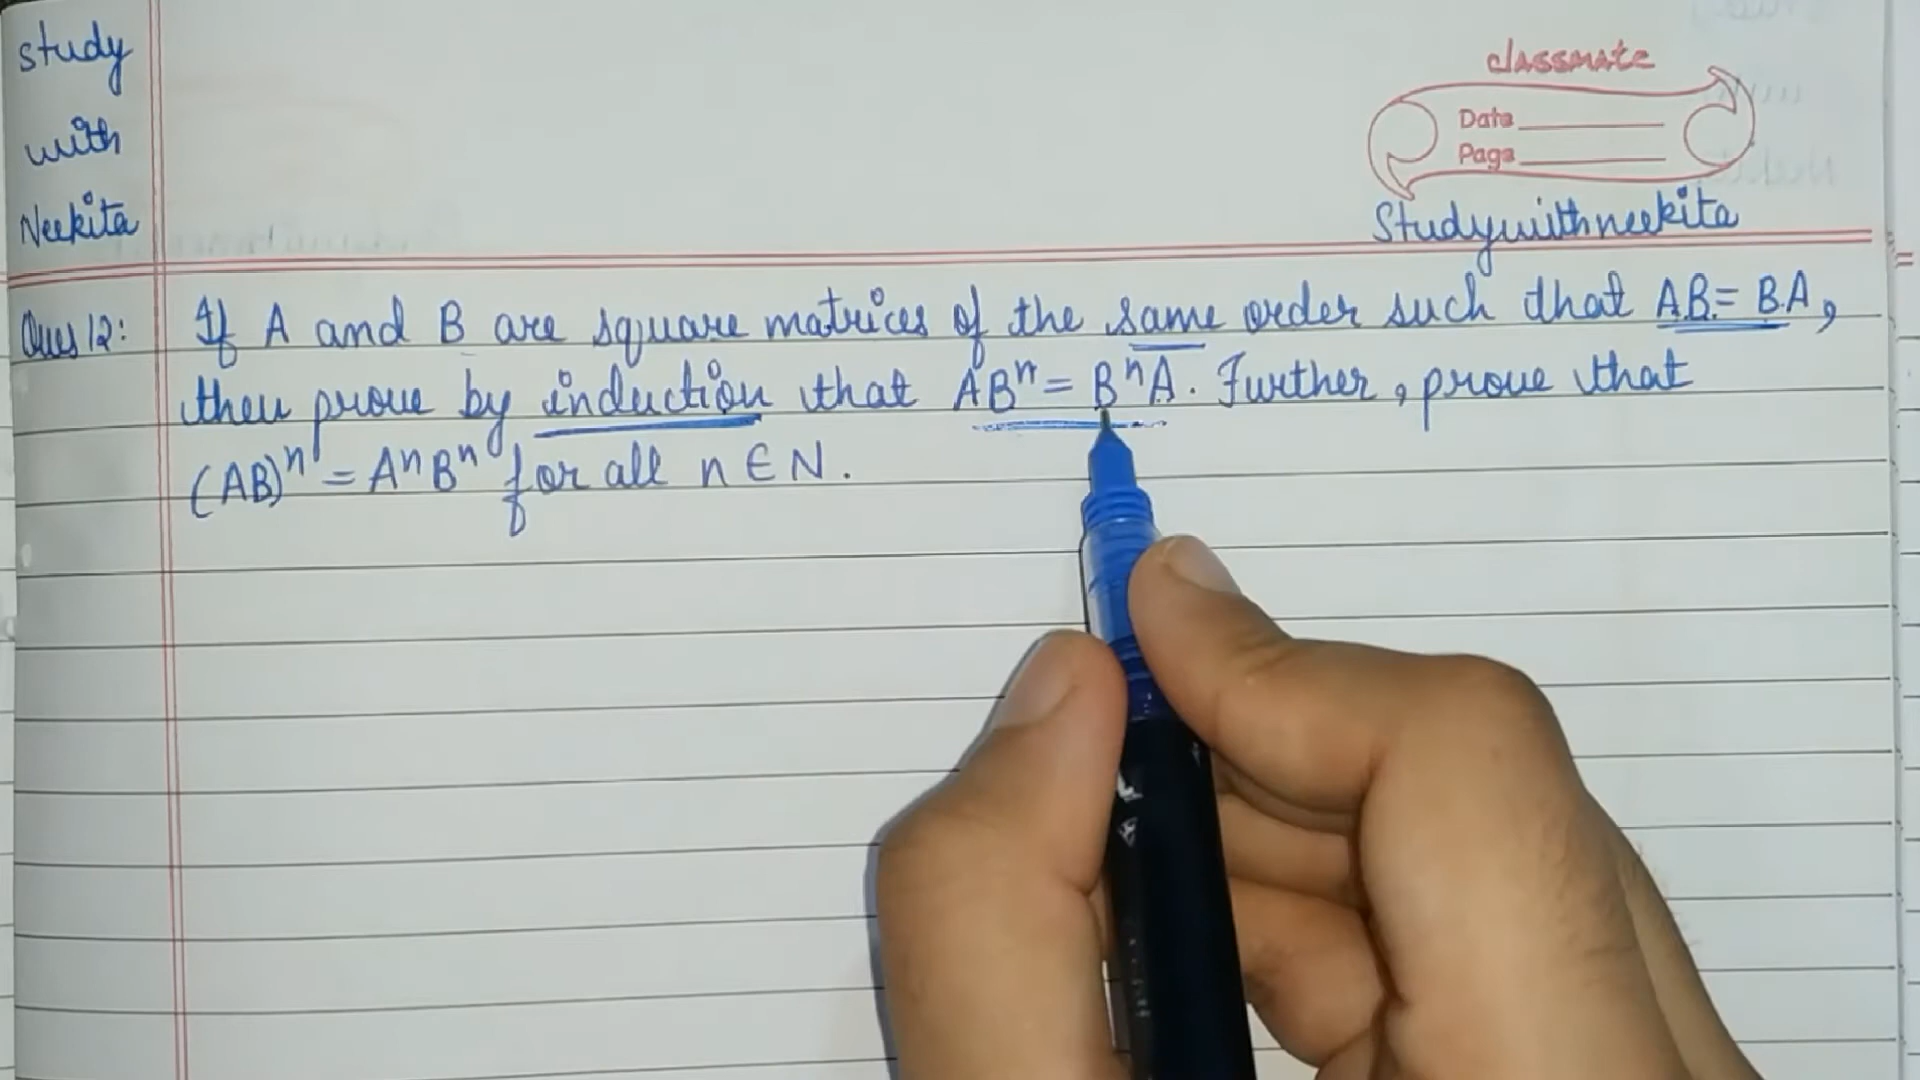 study
with
Neekita
classmate
Date
Page
Studywithneekita
Ques 12: If A and B are square matrices of the same order such that AB = BA,
then prove by induction that ABⁿ = BⁿA. Further, prove that
(AB)ⁿ = AⁿBⁿ for all n ∈ N.